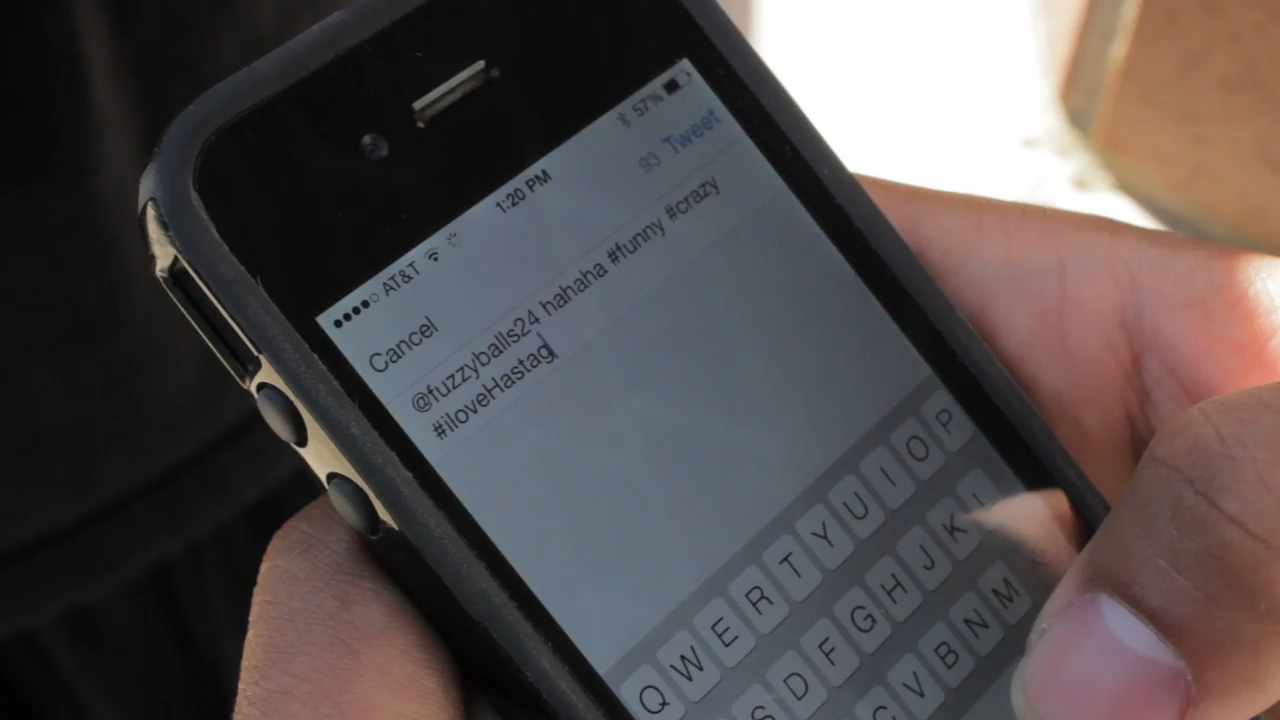 AT&T 1:20 PM 57%
Cancel 93 Tweet
@fuzzyballs24 hahaha #funny #crazy
#iloveHastag
Q W E R T Y U I O P
S D F G H J K L
C V B N M